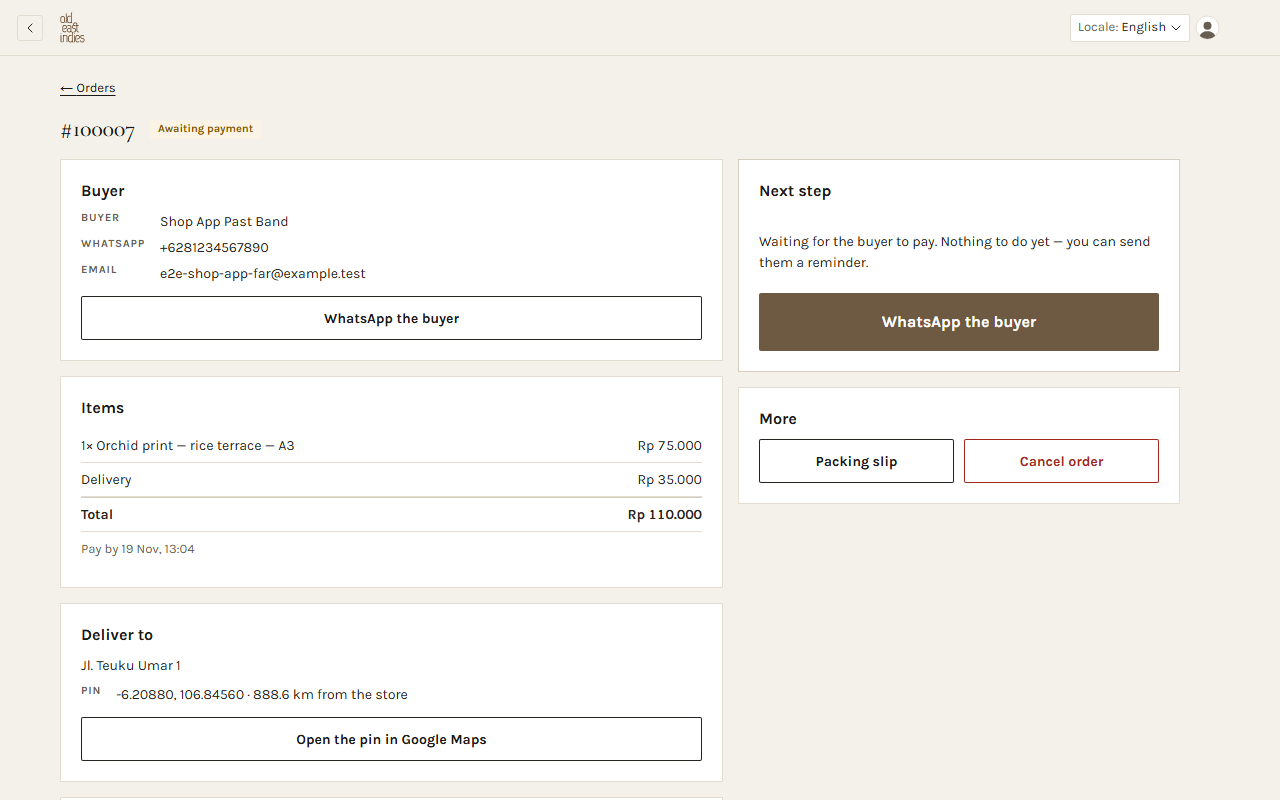 old
east
indies
Locale: English
← Orders
#100007
Awaiting payment
Buyer
BUYER Shop App Past Band
WHATSAPP +6281234567890
EMAIL e2e-shop-app-far@example.test
WhatsApp the buyer
Items
1× Orchid print — rice terrace — A3 Rp 75.000
Delivery Rp 35.000
Total Rp 110.000
Pay by 19 Nov, 13:04
Deliver to
Jl. Teuku Umar 1
PIN -6.20880, 106.84560 · 888.6 km from the store
Open the pin in Google Maps
Next step
Waiting for the buyer to pay. Nothing to do yet — you can send
them a reminder.
WhatsApp the buyer
More
Packing slip
Cancel order